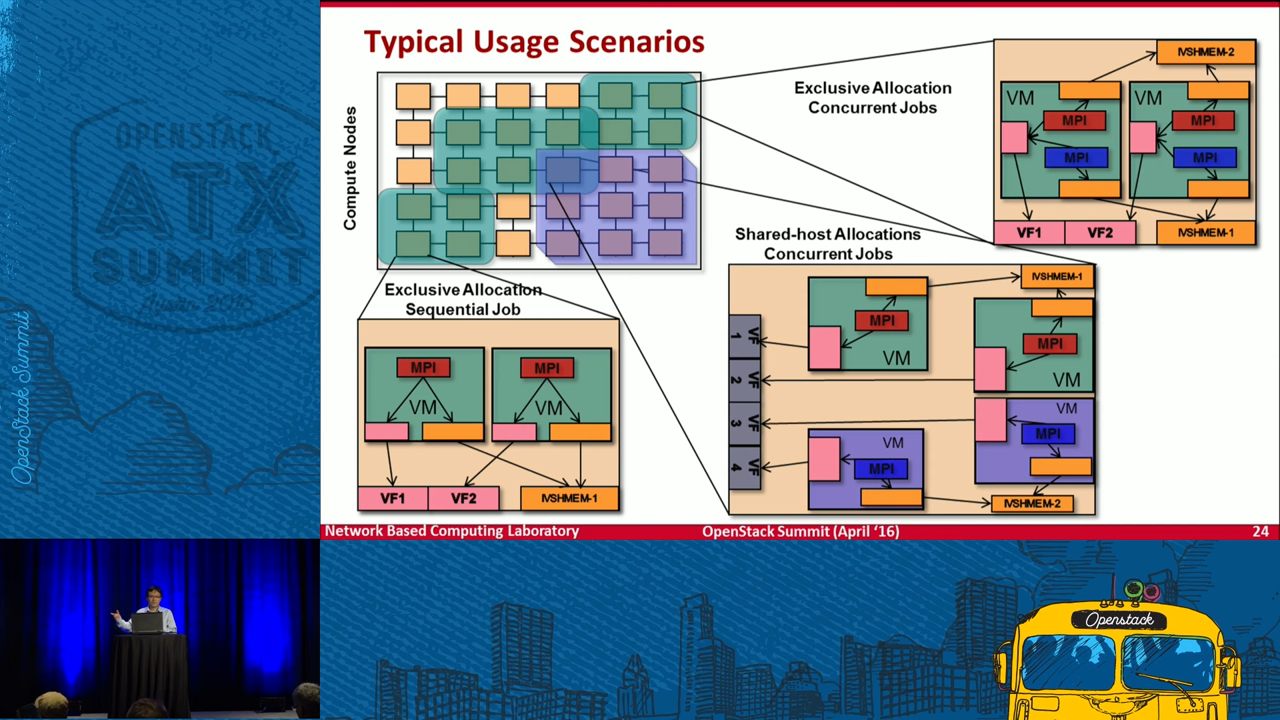 Typical Usage Scenarios
Compute Nodes
Exclusive Allocation
Concurrent Jobs
IVSHMEM-2
VM
VM
MPI
MPI
MPI
MPI
VF1
VF2
IVSHMEM-1
Shared-host Allocations
Concurrent Jobs
IVSHMEM-1
MPI
VM
MPI
VM
VF 1
VF 2
VF 3
VF 4
VM
MPI
VM
MPI
IVSHMEM-2
Exclusive Allocation
Sequential Job
MPI
MPI
VM
VM
VF1
VF2
IVSHMEM-1
Network Based Computing Laboratory
OpenStack Summit (April ‘16)
24
OPENSTACK
ATX
SUMMIT
OpenStack Summit
Openstack